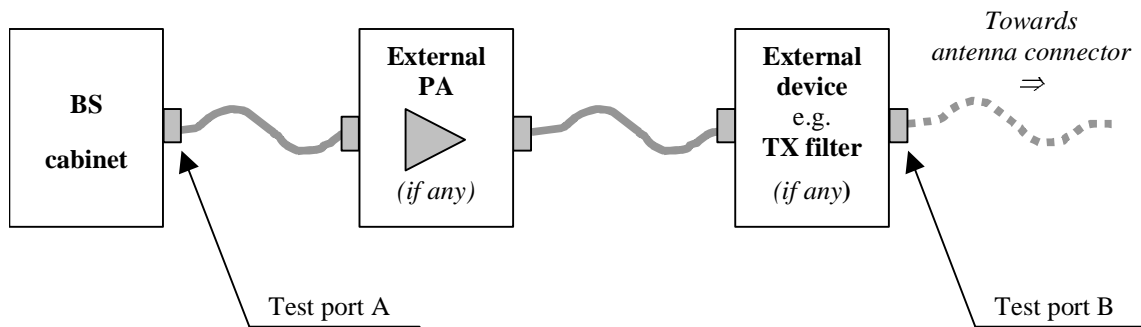 BS
cabinet
External
PA
(if any)
External
device
e.g.
TX filter
(if any)
Towards
antenna connector
⇒
Test port A
Test port B